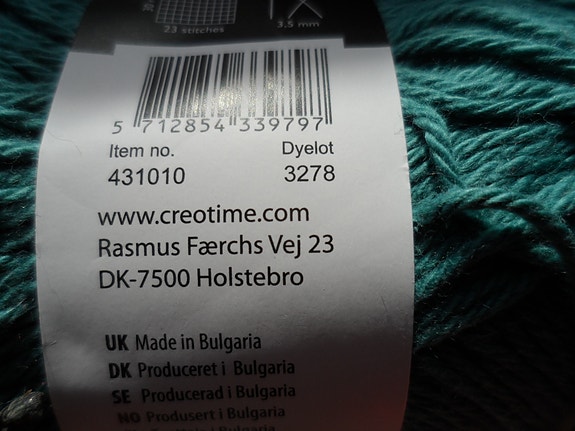 23 stitches
3.5 mm
5 712854 339797
Item no. Dyelot
431010 3278
www.creotime.com
Rasmus Færchs Vej 23
DK-7500 Holstebro
UK Made in Bulgaria
DK Produceret i Bulgaria
SE Producerad i Bulgaria
NO Produsert i Bulgaria